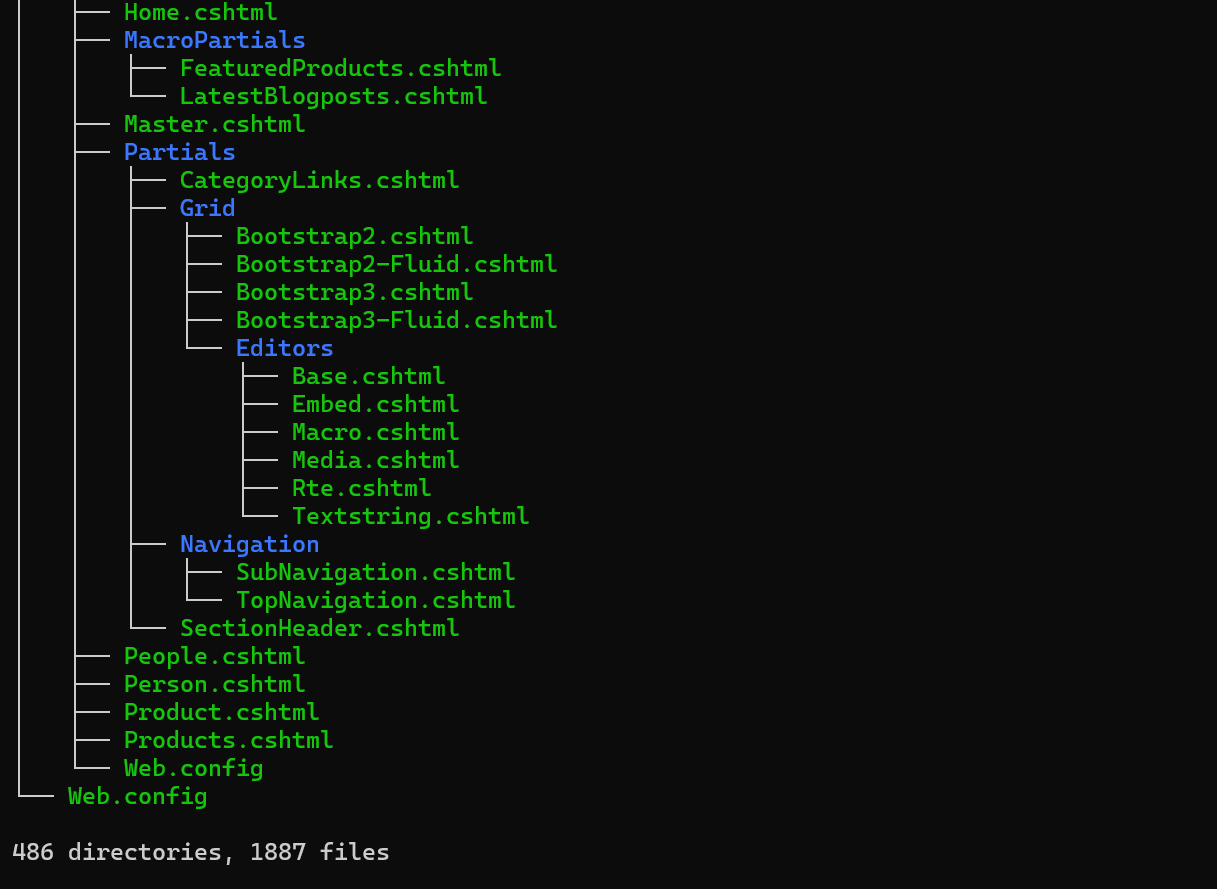 Home.cshtml
MacroPartials
FeaturedProducts.cshtml
LatestBlogposts.cshtml
Master.cshtml
Partials
CategoryLinks.cshtml
Grid
Bootstrap2.cshtml
Bootstrap2-Fluid.cshtml
Bootstrap3.cshtml
Bootstrap3-Fluid.cshtml
Editors
Base.cshtml
Embed.cshtml
Macro.cshtml
Media.cshtml
Rte.cshtml
Textstring.cshtml
Navigation
SubNavigation.cshtml
TopNavigation.cshtml
SectionHeader.cshtml
People.cshtml
Person.cshtml
Product.cshtml
Products.cshtml
Web.config
Web.config
486 directories, 1887 files